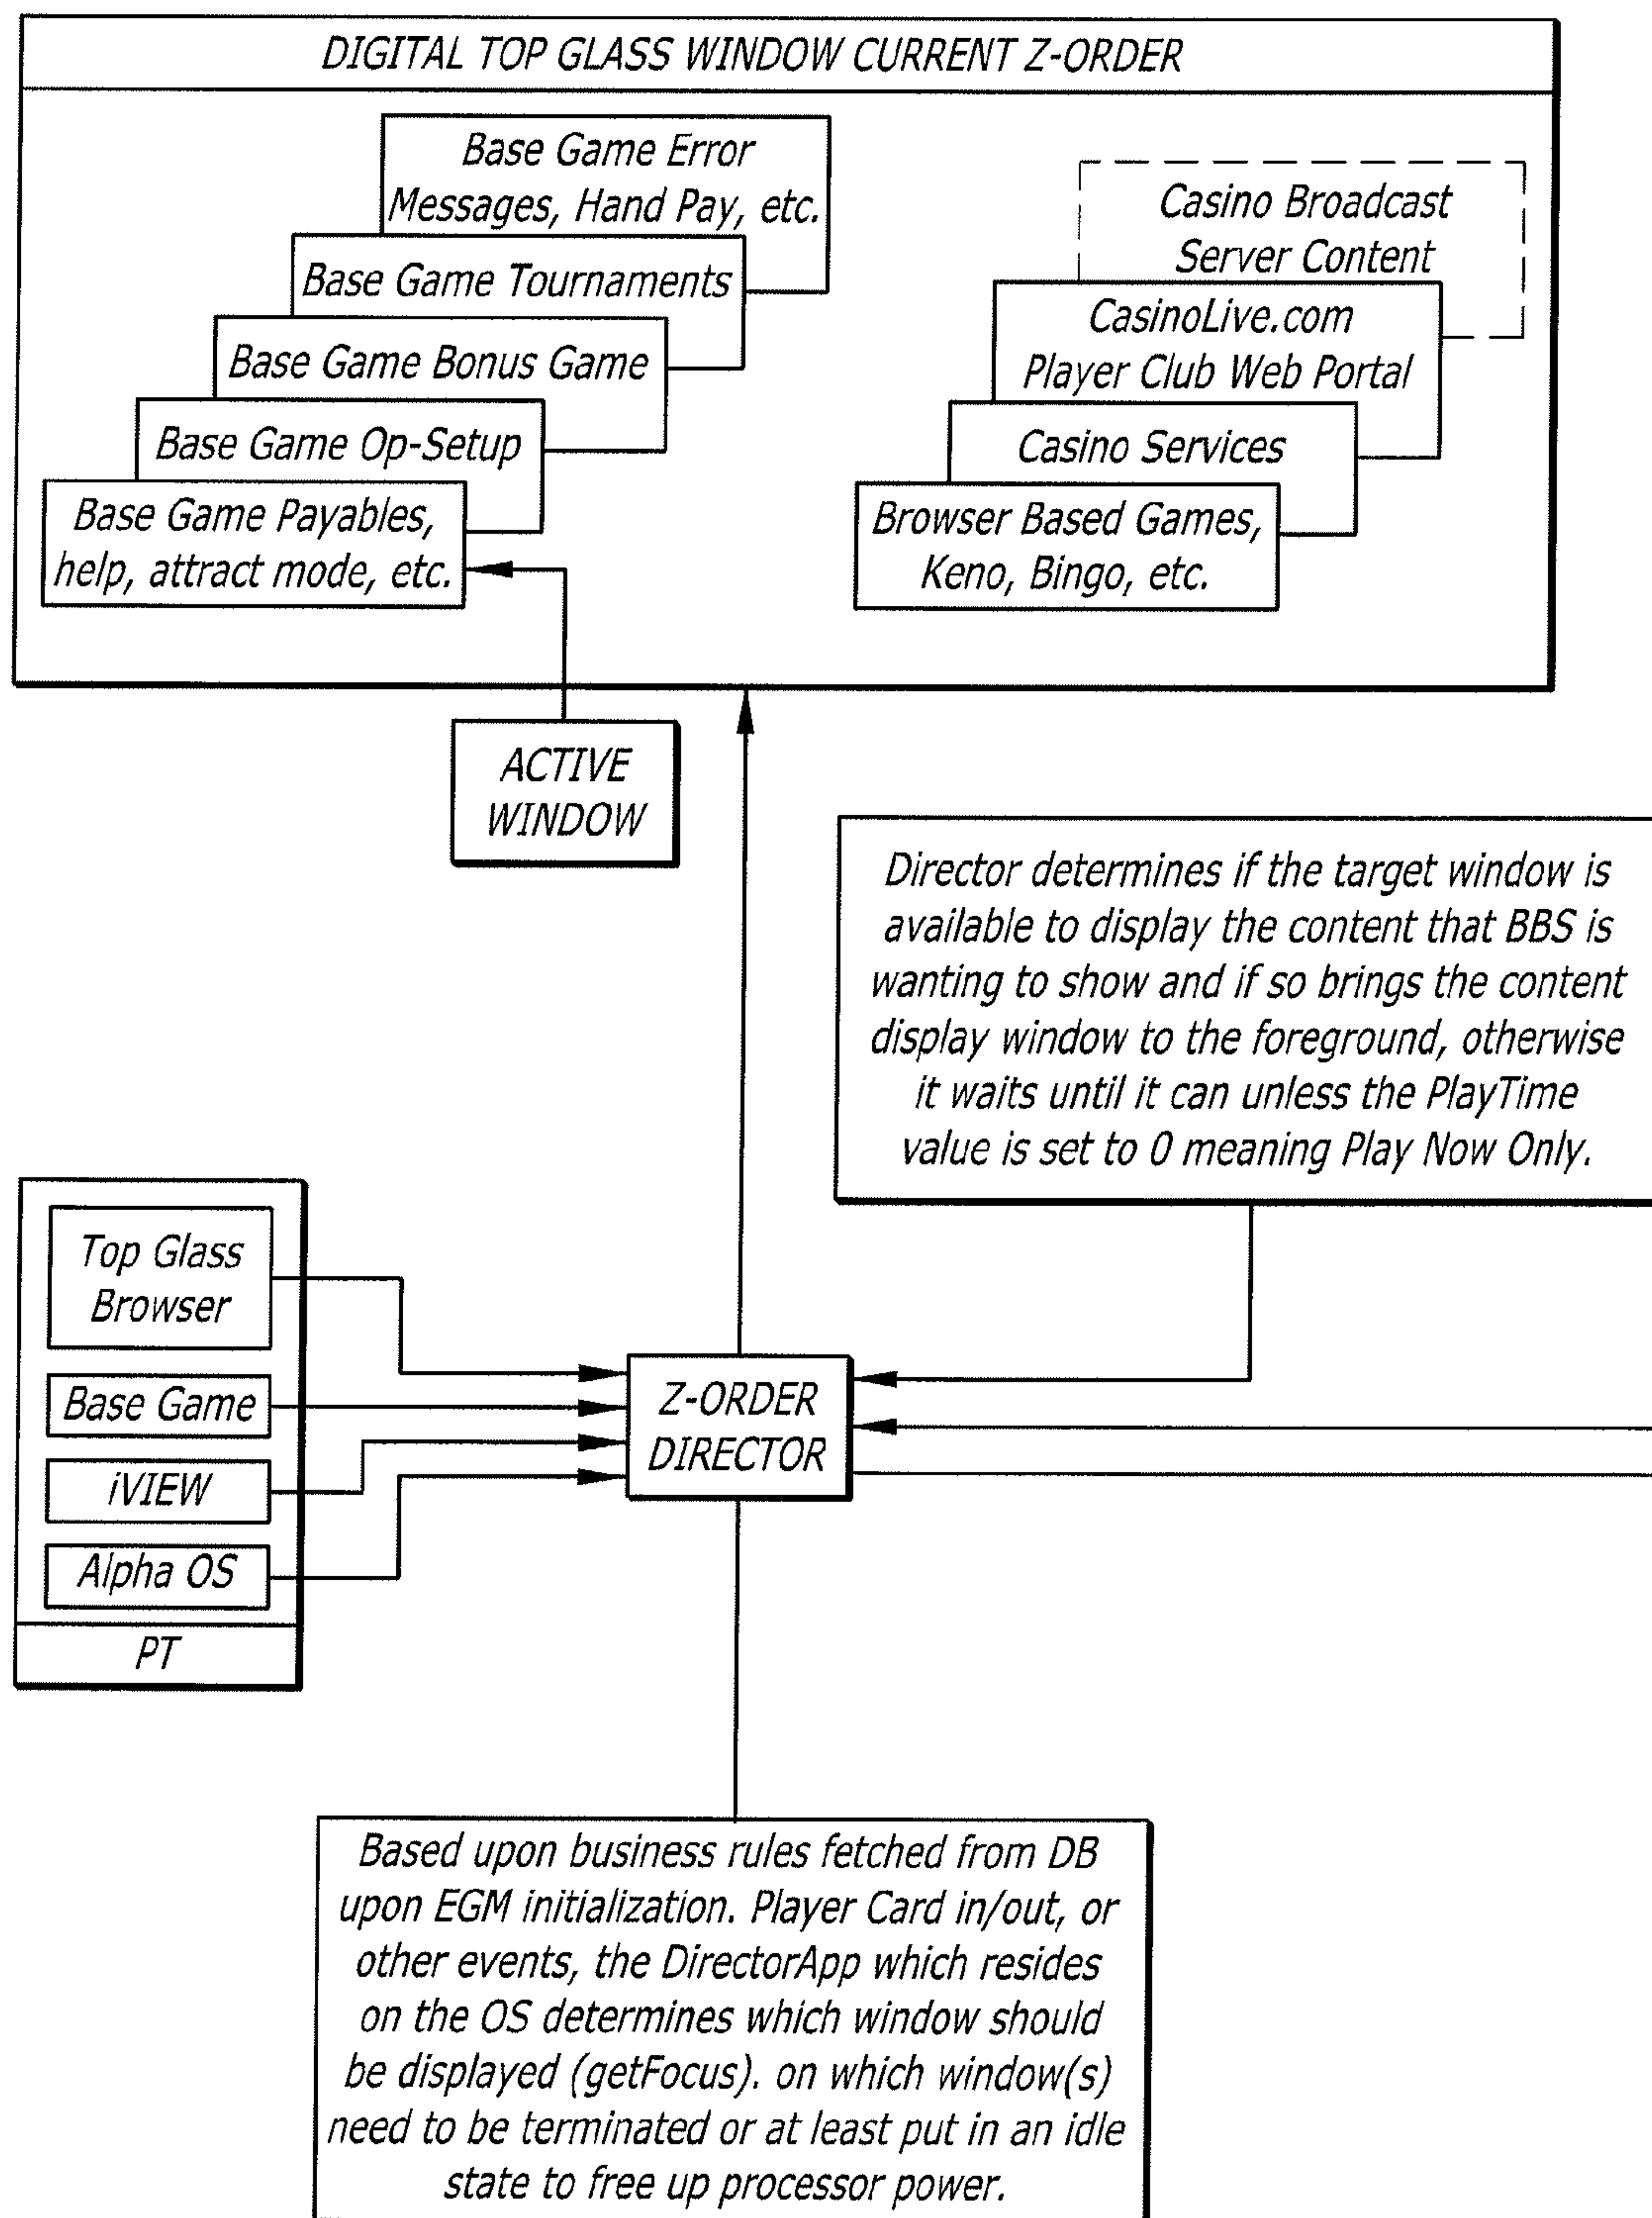 DIGITAL TOP GLASS WINDOW CURRENT Z-ORDER
Base Game Error
Messages, Hand Pay, etc.
Base Game Tournaments
Base Game Bonus Game
Base Game Op-Setup
Base Game Payables,
help, attract mode, etc.
Casino Broadcast
Server Content
CasinoLive.com
Player Club Web Portal
Casino Services
Browser Based Games,
Keno, Bingo, etc.
ACTIVE
WINDOW
Director determines if the target window is
available to display the content that BBS is
wanting to show and if so brings the content
display window to the foreground, otherwise
it waits until it can unless the PlayTime
value is set to 0 meaning Play Now Only.
Top Glass
Browser
Base Game
iVIEW
Alpha OS
PT
Z-ORDER
DIRECTOR
Based upon business rules fetched from DB
upon EGM initialization. Player Card in/out, or
other events, the DirectorApp which resides
on the OS determines which window should
be displayed (getFocus). on which window(s)
need to be terminated or at least put in an idle
state to free up processor power.